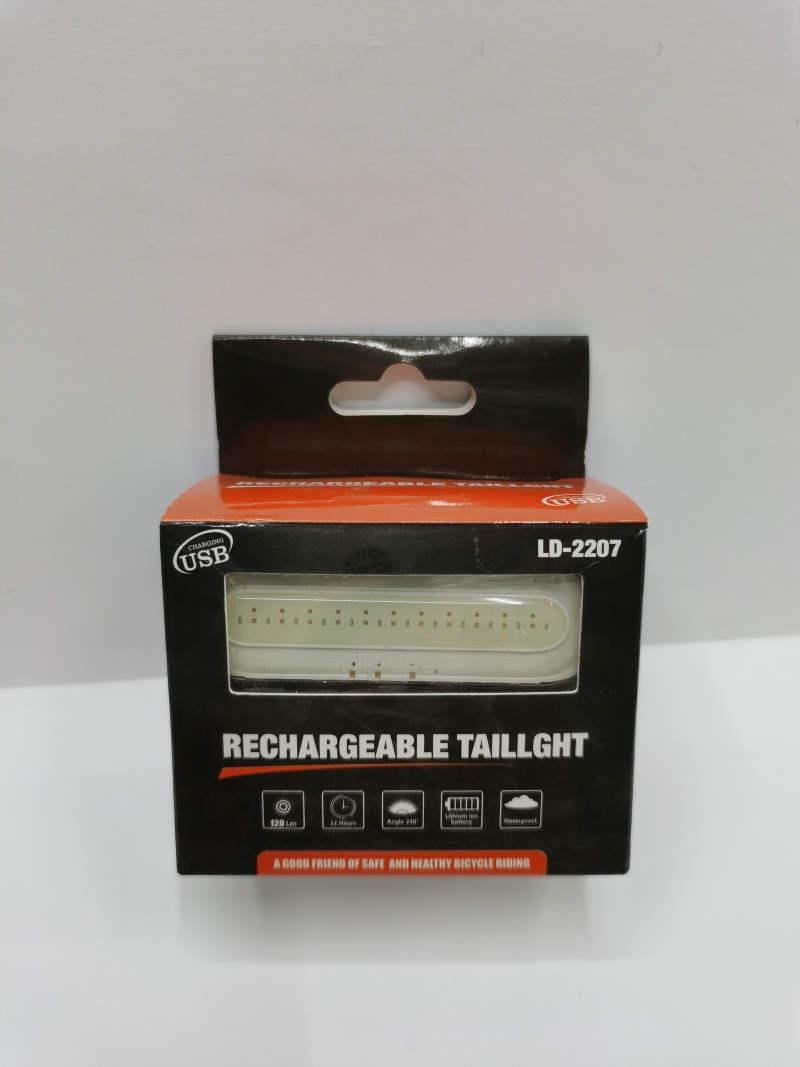 RECHARGEABLE TAILLGHT
USB
CHARGING
USB
LD-2207
RECHARGEABLE TAILLGHT
120 Lm
12 Hours
Angle 240°
Lithium ion
battery
Waterproof
A GOOD FRIEND OF SAFE AND HEALTHY BICYCLE RIDING